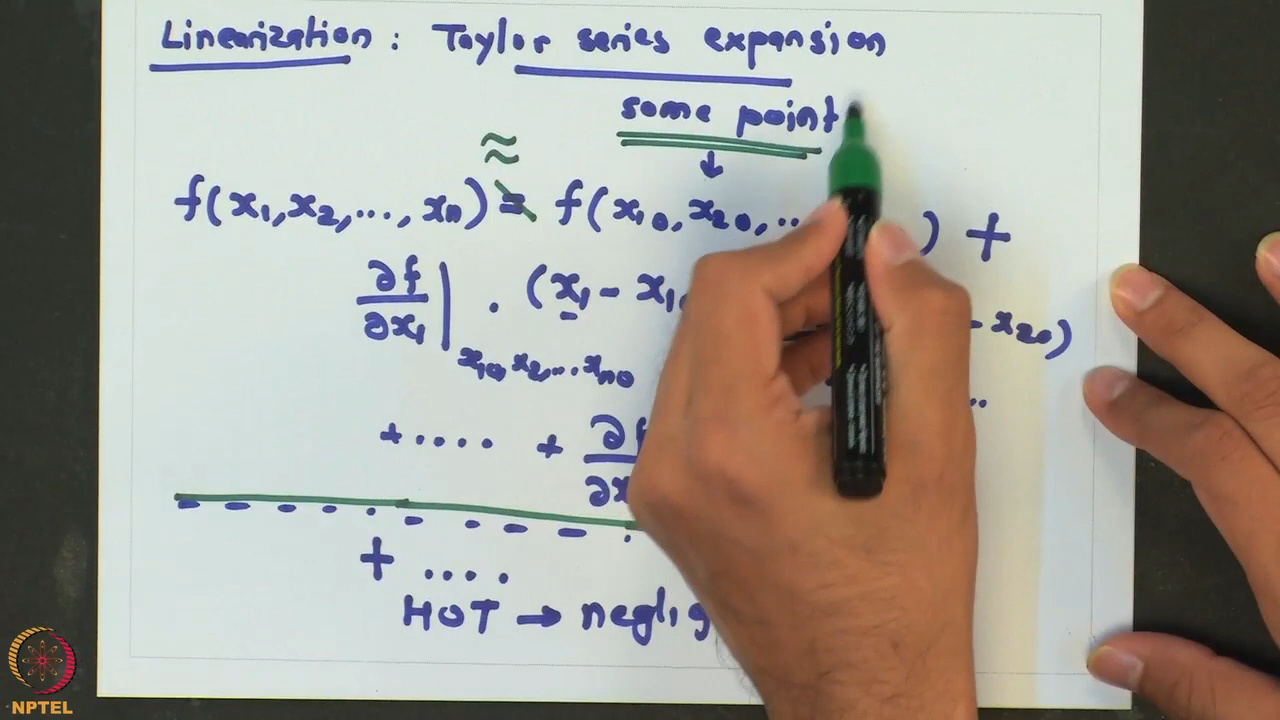 Linearization : Taylor series expansion
some point
↓
≈
f(x₁, x₂, ..., xₙ) = f(x₁₀, x₂₀, .. ) +
∂f/∂x₁ | . (x₁ - x₁ - x₂₀)
x₁₀, x₂, ... xₙ₀
+ .... + ∂f ..
+ ....
HOT → neglig
NPTEL